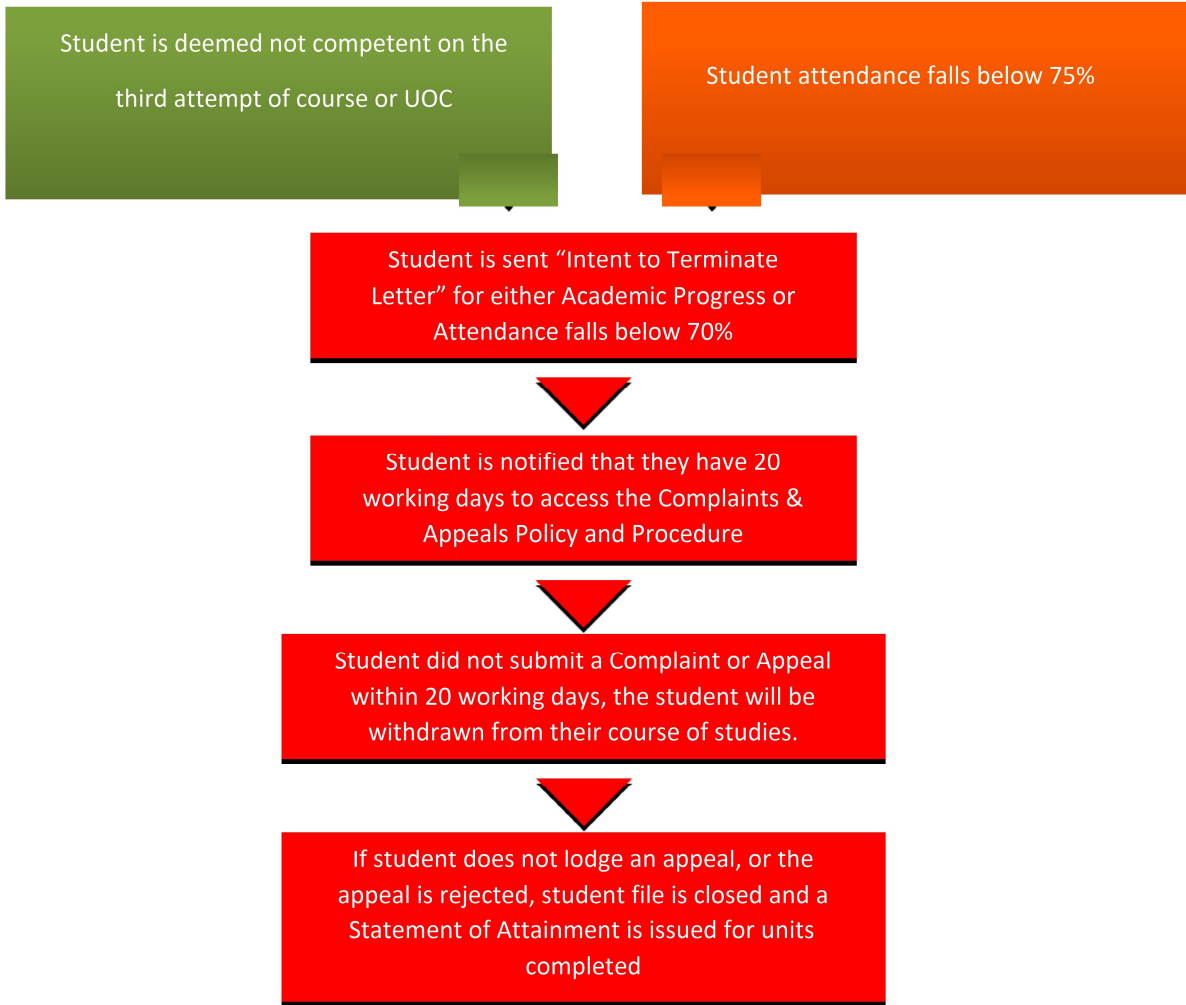 Student is deemed not competent on the
third attempt of course or UOC
Student attendance falls below 75%
Student is sent “Intent to Terminate
Letter” for either Academic Progress or
Attendance falls below 70%
Student is notified that they have 20
working days to access the Complaints &
Appeals Policy and Procedure
Student did not submit a Complaint or Appeal
within 20 working days, the student will be
withdrawn from their course of studies.
If student does not lodge an appeal, or the
appeal is rejected, student file is closed and a
Statement of Attainment is issued for units
completed